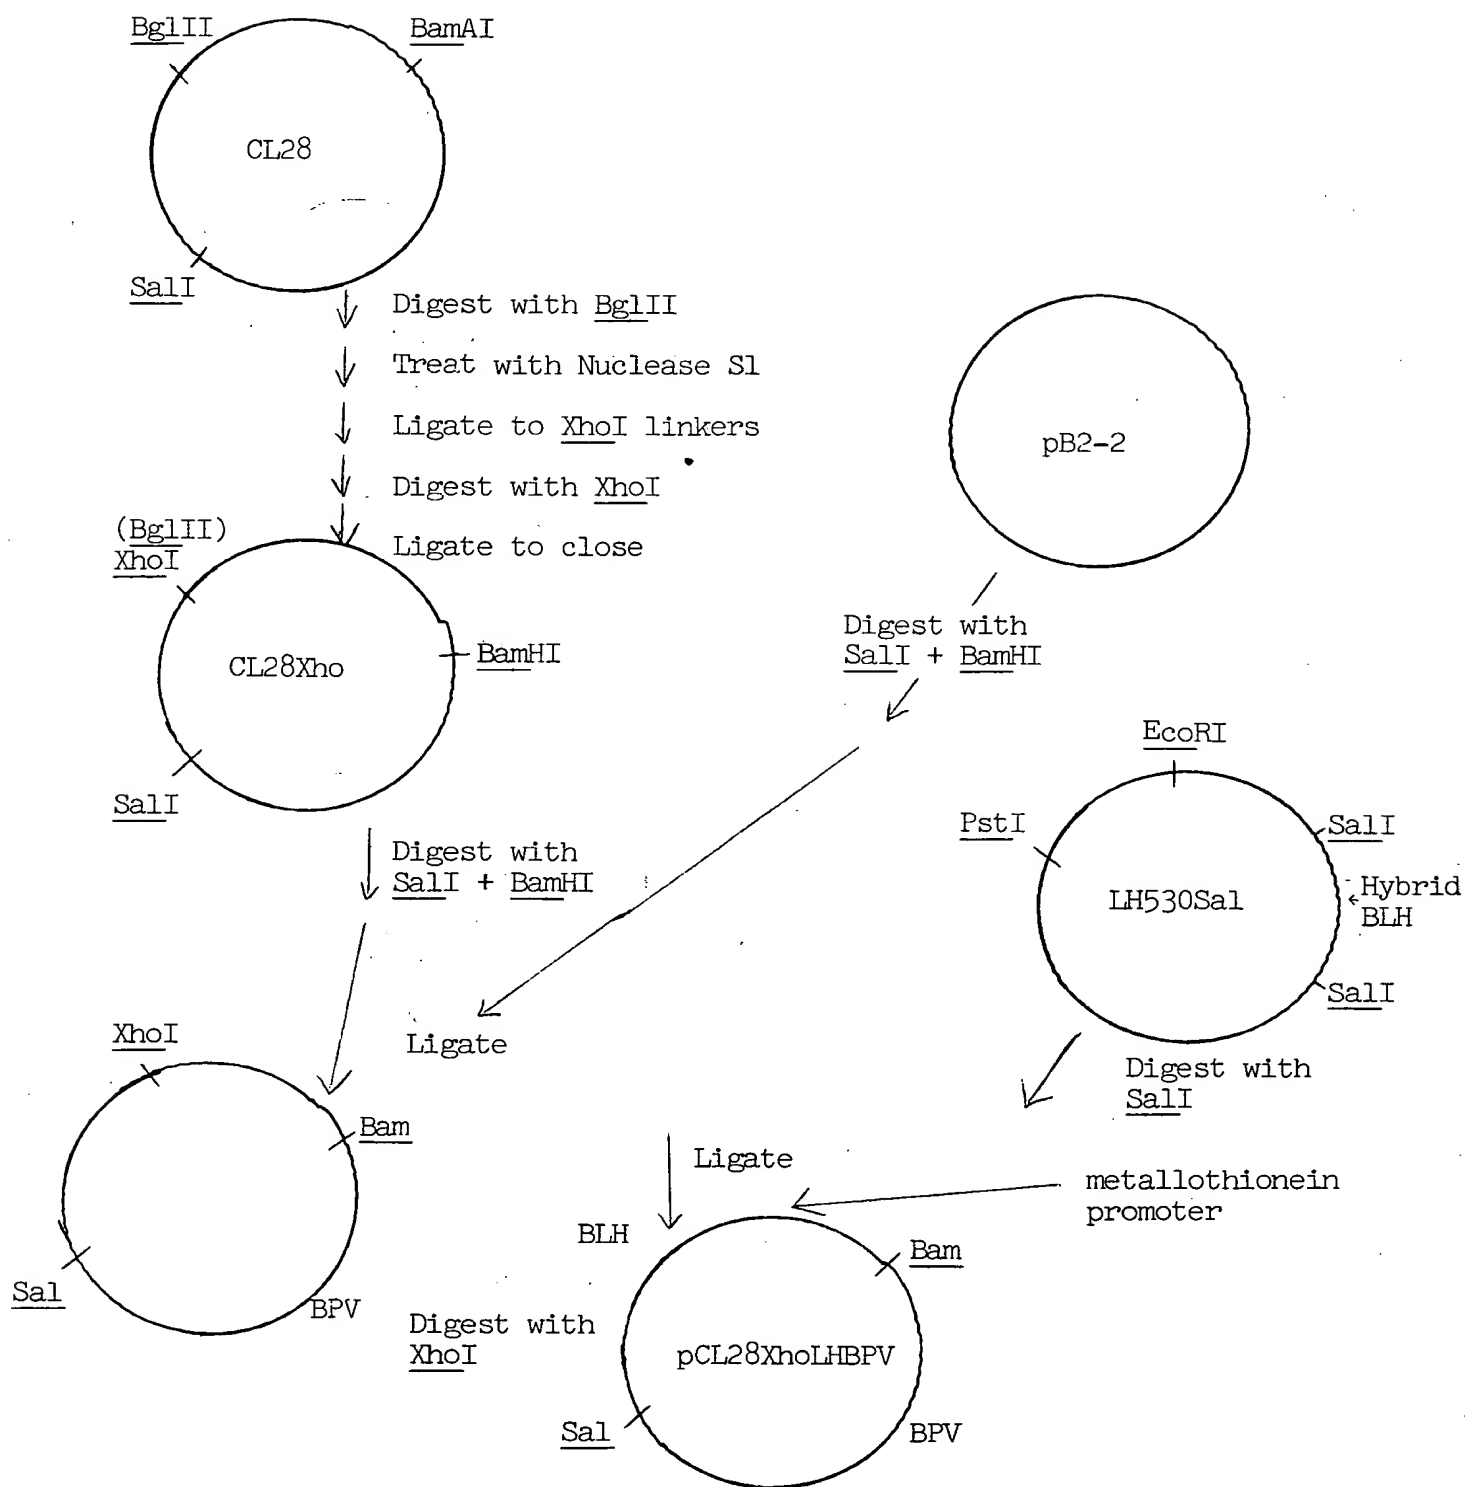 BglII
BamAI
CL28
SalI
Digest with BglII
Treat with Nuclease Sl
Ligate to XhoI linkers
Digest with XhoI
Ligate to close
pB2-2
(BglII)
XhoI
CL28Xho
BamHI
SalI
Digest with
SalI + BamHI
Digest with
SalI + BamHI
EcoRI
PstI
SalI
LH530Sal
Hybrid
BLH
SalI
Digest with
SalI
XhoI
Ligate
Bam
Sal
BPV
Ligate
metallothionein
promoter
BLH
Bam
Digest with
XhoI
pCL28XhoLHBPV
Sal
BPV